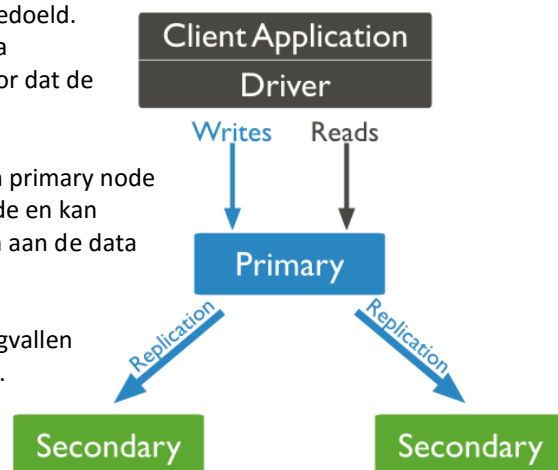 edoeld.
a
or dat de
n primary node
de en kan
n aan de data
gvallen
.
Client Application
Driver
Writes Reads
Primary
Replication
Replication
Secondary Secondary